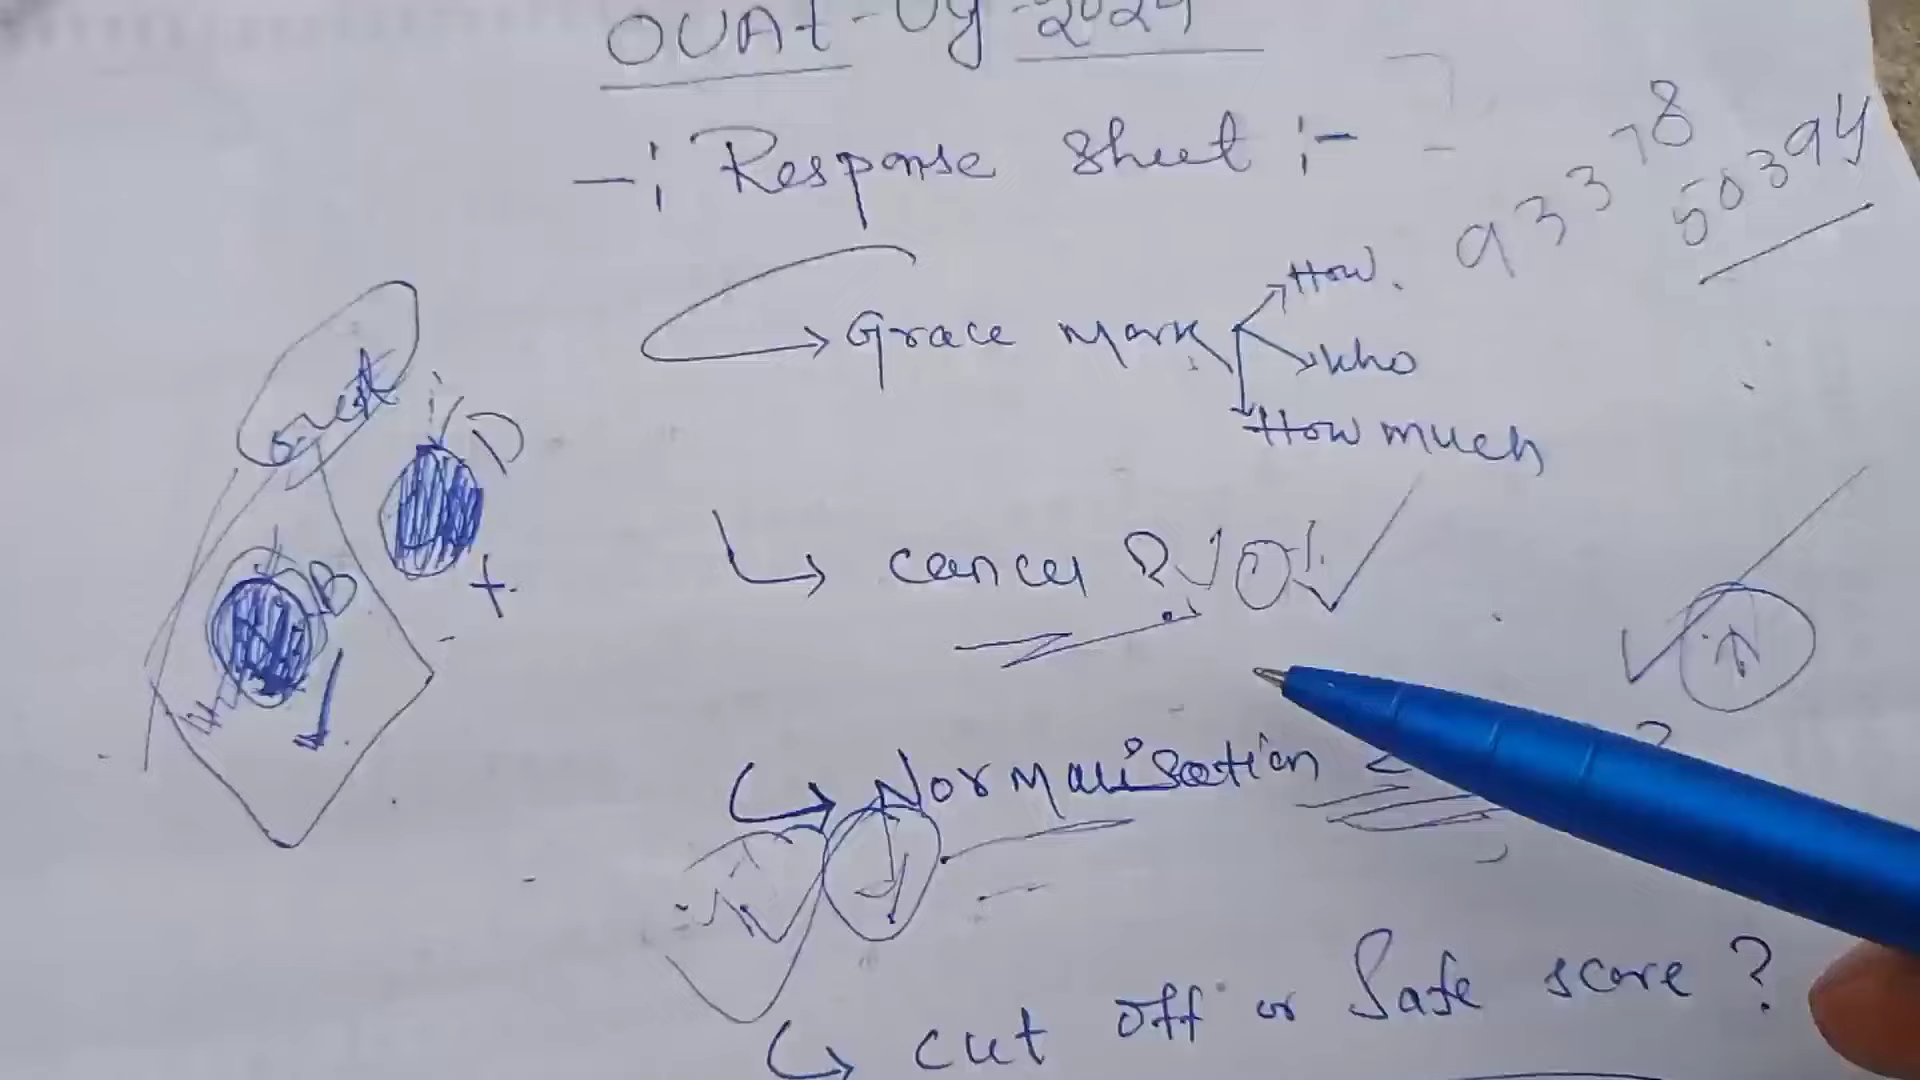 OUAt-Ug-2024
-; Response Sheet :-
93378
50394
→ Grace Mark
How.
Who
How much
→ cancel ? 01.
→ Normalisation
→ cut off or Safe score ?
D
B